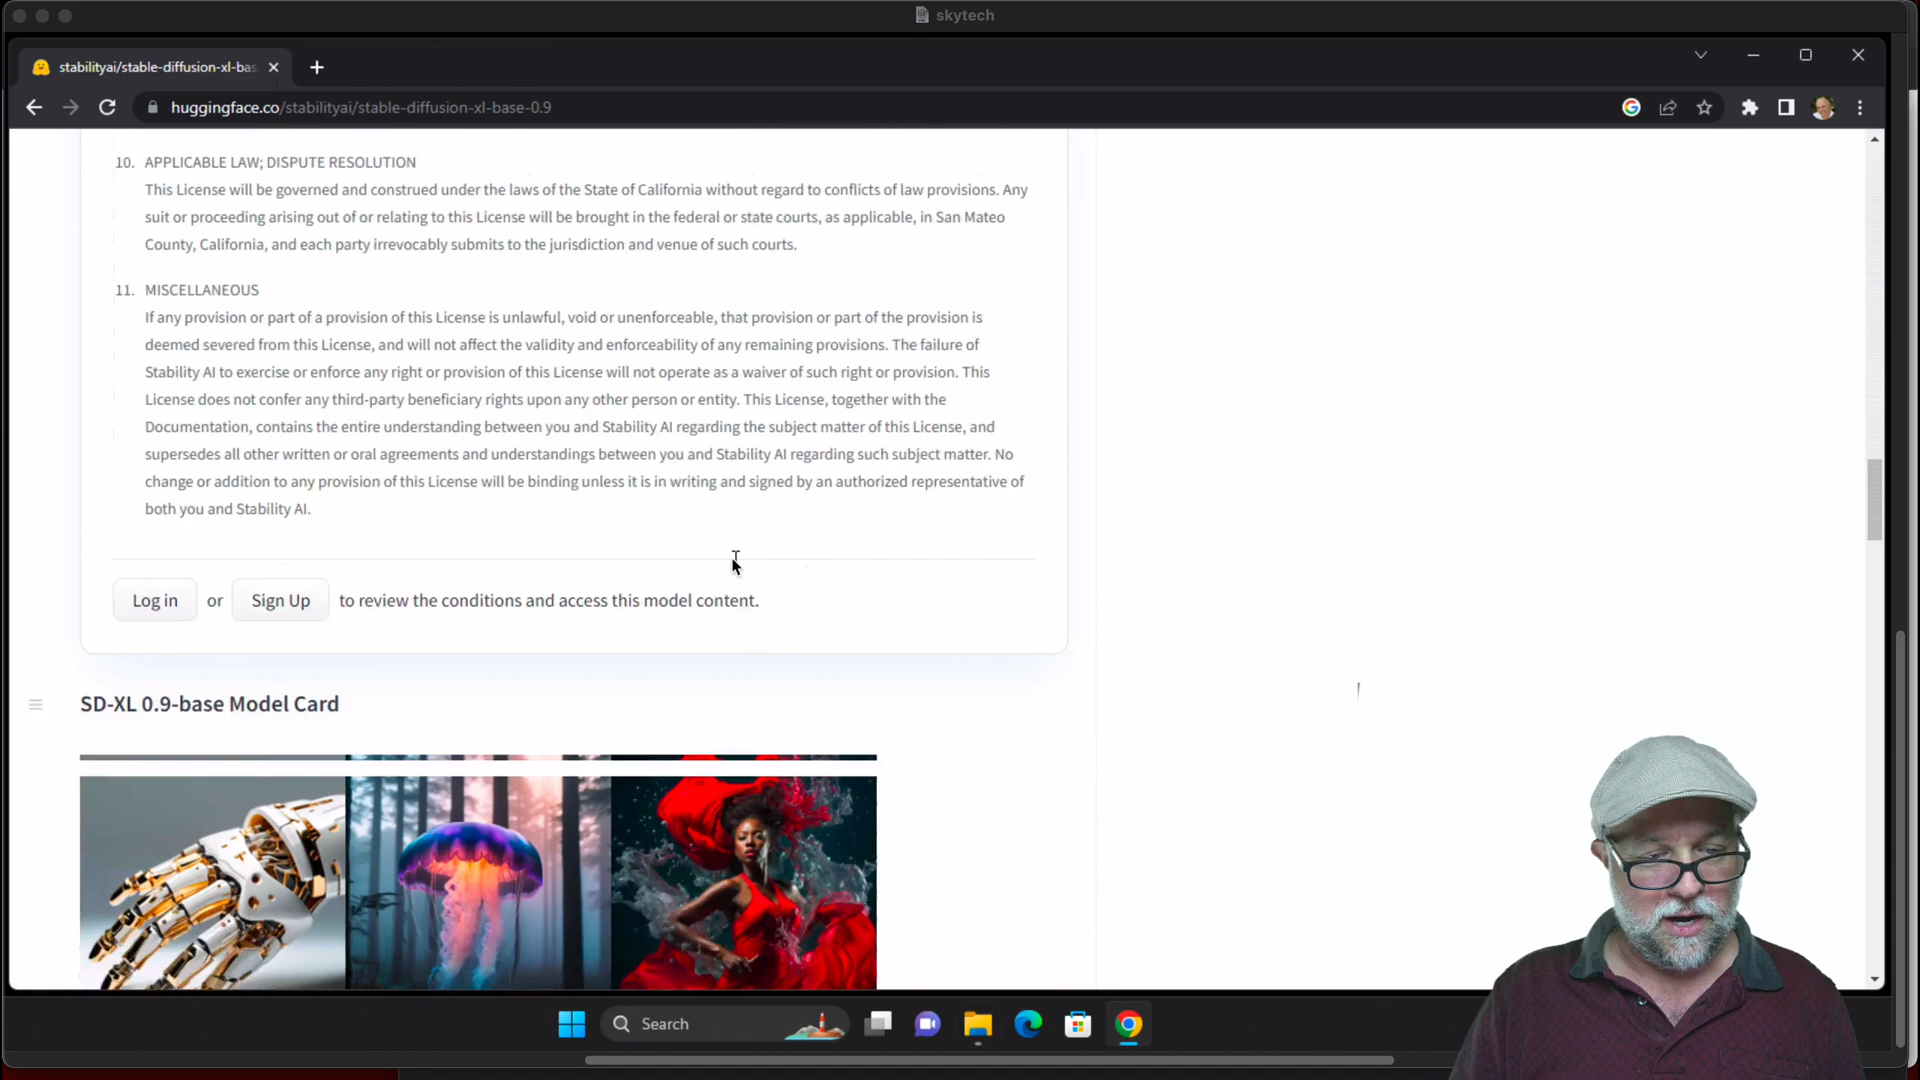 skytech
stabilityai/stable-diffusion-xl-bas
huggingface.co/stabilityai/stable-diffusion-xl-base-0.9
10. APPLICABLE LAW; DISPUTE RESOLUTION
This License will be governed and construed under the laws of the State of California without regard to conflicts of law provisions. Any
suit or proceeding arising out of or relating to this License will be brought in the federal or state courts, as applicable, in San Mateo
County, California, and each party irrevocably submits to the jurisdiction and venue of such courts.
11. MISCELLANEOUS
If any provision or part of a provision of this License is unlawful, void or unenforceable, that provision or part of the provision is
deemed severed from this License, and will not affect the validity and enforceability of any remaining provisions. The failure of
Stability AI to exercise or enforce any right or provision of this License will not operate as a waiver of such right or provision. This
License does not confer any third-party beneficiary rights upon any other person or entity. This License, together with the
Documentation, contains the entire understanding between you and Stability AI regarding the subject matter of this License, and
supersedes all other written or oral agreements and understandings between you and Stability AI regarding such subject matter. No
change or addition to any provision of this License will be binding unless it is in writing and signed by an authorized representative of
both you and Stability AI.
Log in or Sign Up to review the conditions and access this model content.
SD-XL 0.9-base Model Card
Search